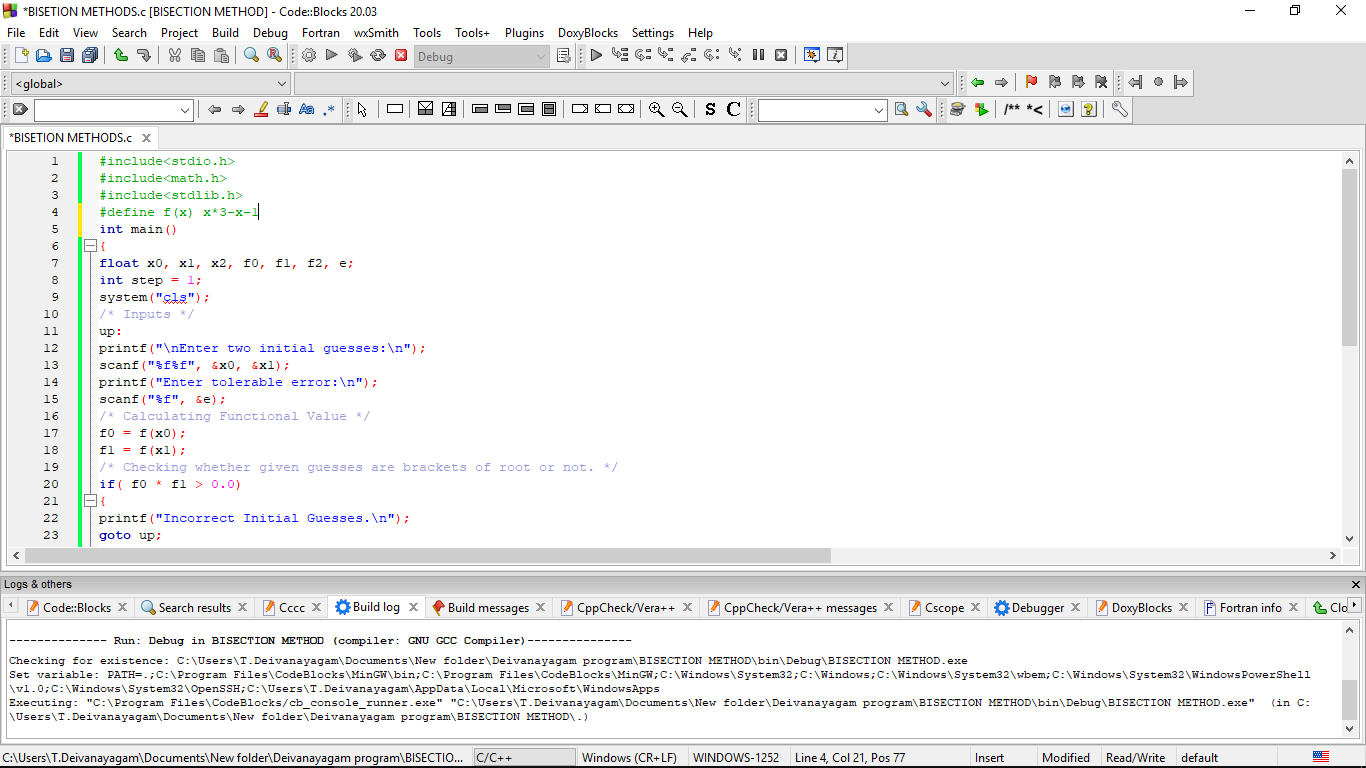 *BISETION METHODS.c [BISECTION METHOD] - Code::Blocks 20.03
File Edit View Search Project Build Debug Fortran wxSmith Tools Tools+ Plugins DoxyBlocks Settings Help
Debug
<global>
Aa .* S C /** *<
*BISETION METHODS.c
1 #include<stdio.h>
2 #include<math.h>
3 #include<stdlib.h>
4 #define f(x) x*3-x-1
5 int main()
6 {
7 float x0, x1, x2, f0, f1, f2, e;
8 int step = 1;
9 system("cls");
10 /* Inputs */
11 up:
12 printf("\nEnter two initial guesses:\n");
13 scanf("%f%f", &x0, &x1);
14 printf("Enter tolerable error:\n");
15 scanf("%f", &e);
16 /* Calculating Functional Value */
17 f0 = f(x0);
18 f1 = f(x1);
19 /* Checking whether given guesses are brackets of root or not. */
20 if( f0 * f1 > 0.0)
21 {
22 printf("Incorrect Initial Guesses.\n");
23 goto up;
Logs & others
Code::Blocks Search results Cccc Build log Build messages CppCheck/Vera++ CppCheck/Vera++ messages Cscope Debugger DoxyBlocks Fortran info Clo
-------------- Run: Debug in BISECTION METHOD (compiler: GNU GCC Compiler)---------------
Checking for existence: C:\Users\T.Deivanayagam\Documents\New folder\Deivanayagam program\BISECTION METHOD\bin\Debug\BISECTION METHOD.exe
Set variable: PATH=.;C:\Program Files\CodeBlocks\MinGW\bin;C:\Program Files\CodeBlocks\MinGW;C:\Windows\System32;C:\Windows;C:\Windows\System32\wbem;C:\Windows\System32\WindowsPowerShell
\v1.0;C:\Windows\System32\OpenSSH;C:\Users\T.Deivanayagam\AppData\Local\Microsoft\WindowsApps
Executing: "C:\Program Files\CodeBlocks/cb_console_runner.exe" "C:\Users\T.Deivanayagam\Documents\New folder\Deivanayagam program\BISECTION METHOD\bin\Debug\BISECTION METHOD.exe" (in C:
\Users\T.Deivanayagam\Documents\New folder\Deivanayagam program\BISECTION METHOD\.)
C:\Users\T.Deivanayagam\Documents\New folder\Deivanayagam program\BISECTIO... C/C++ Windows (CR+LF) WINDOWS-1252 Line 4, Col 21, Pos 77 Insert Modified Read/Write default